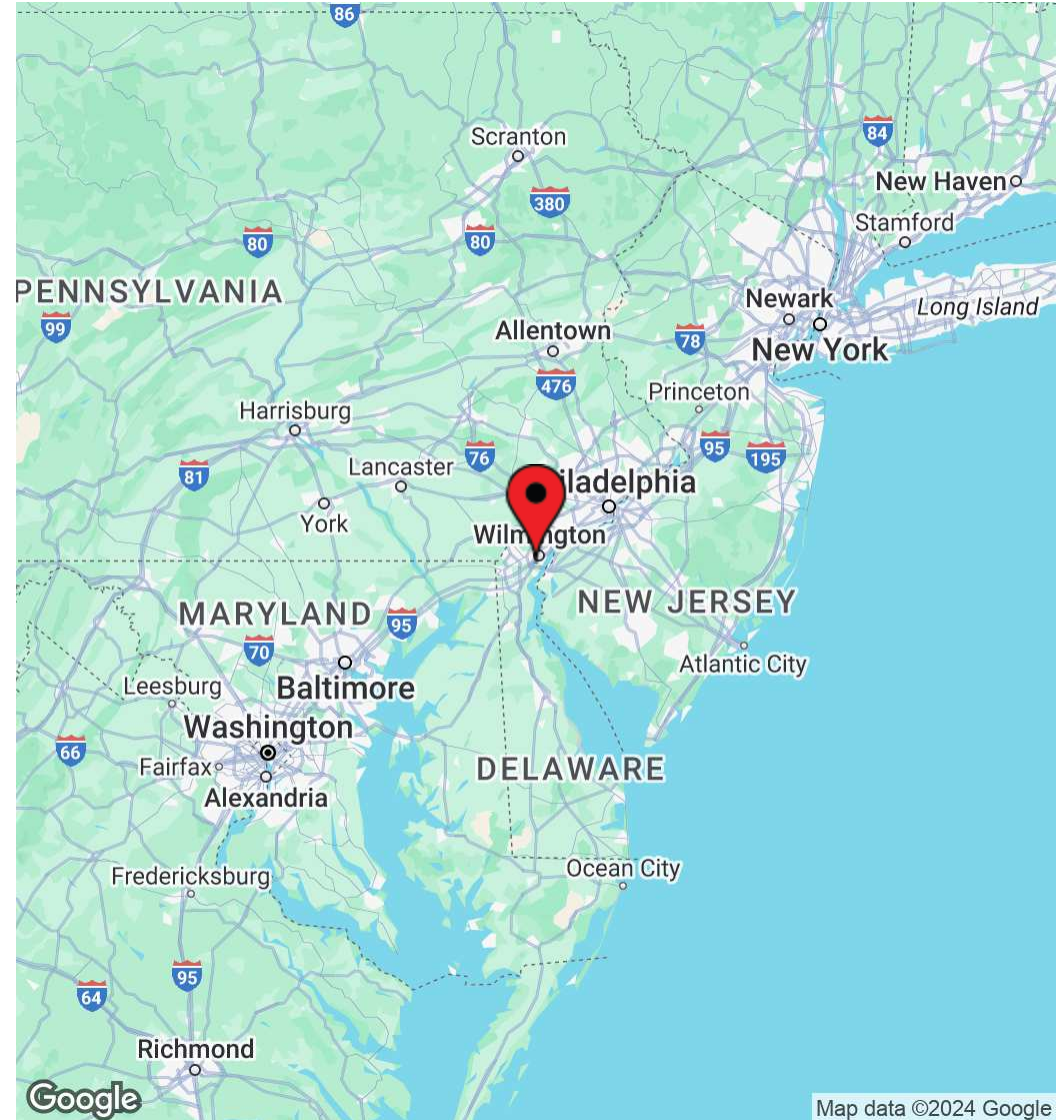 86
Scranton
84
380
New Haven
Stamford
80
80
PENNSYLVANIA
Newark
Long Island
99
Allentown
78
New York
476
Princeton
Harrisburg
95
195
76
Lancaster
81
iladelphia
York
Wilm gton
MARYLAND
NEW JERSEY
95
70
Atlantic City
Leesburg
Baltimore
Washington
66
Fairfax
DELAWARE
Alexandria
Ocean City
Fredericksburg
95
64
Richmond
Google
Map data ©2024 Google